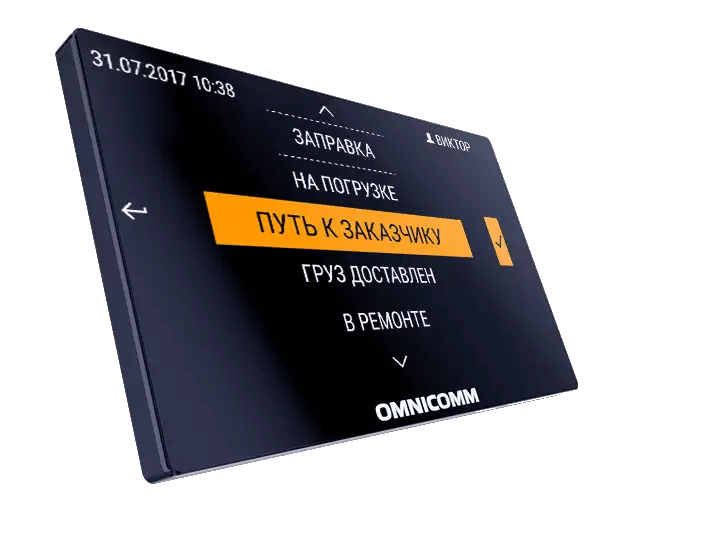 31.07.2017 10:38
ЗАПРАВКА
ВИКТОР
НА ПОГРУЗКЕ
ПУТЬ К ЗАКАЗЧИКУ
ГРУЗ ДОСТАВЛЕН
В РЕМОНТЕ
OMNICOMM